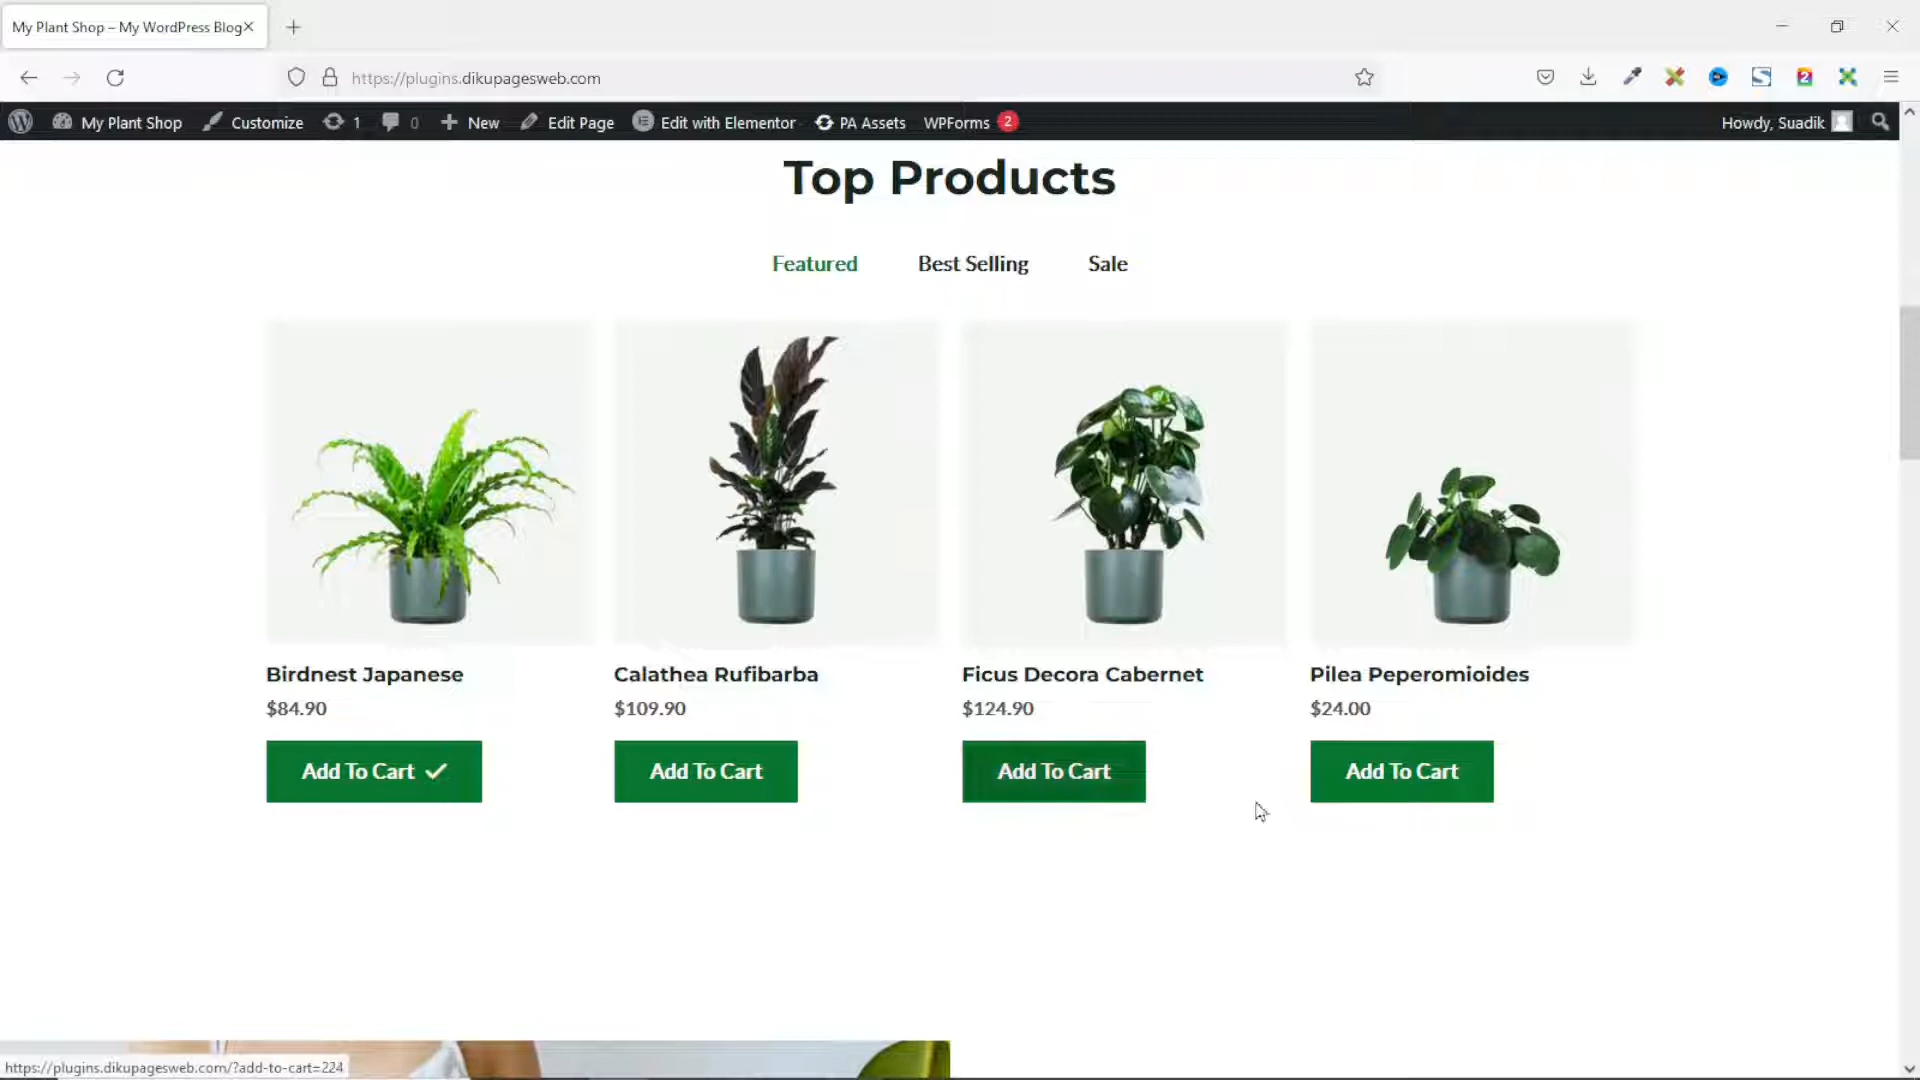 My Plant Shop – My WordPress Blog
https://plugins.dikupagesweb.com
2
My Plant Shop
Customize
1
0
New
Edit Page
Edit with Elementor
PA Assets
WPForms 2
Howdy, Suadik
Top Products
Featured
Best Selling
Sale
Birdnest Japanese
Calathea Rufibarba
Ficus Decora Cabernet
Pilea Peperomioides
$84.90
$109.90
$124.90
$24.00
Add To Cart
Add To Cart
Add To Cart
Add To Cart
https://plugins.dikupagesweb.com/?add-to-cart=224